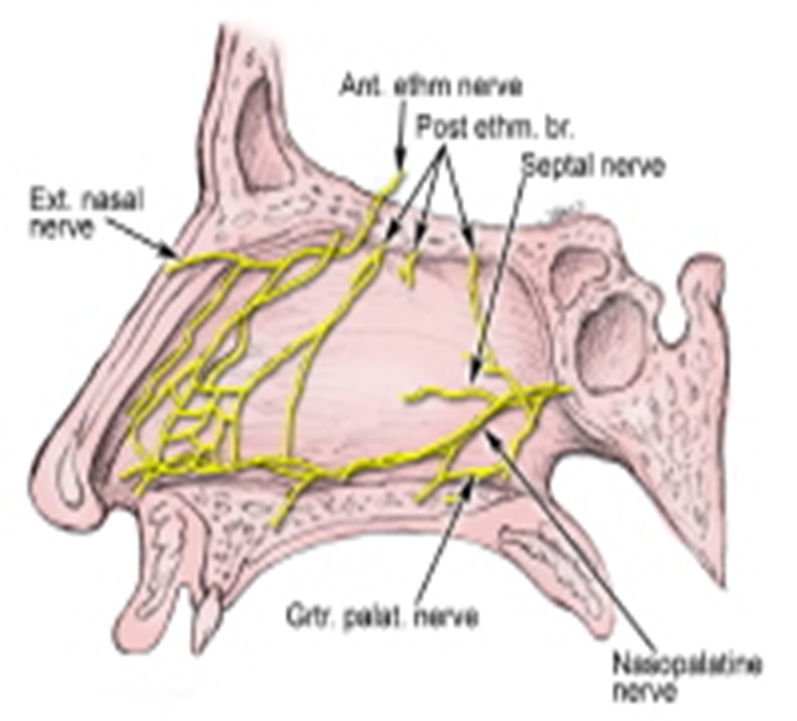 Ant. ethm nerve
Post ethm. br.
Septal nerve
Ext. nasal
nerve
Grtr. palat. nerve
Nasopalatine
nerve